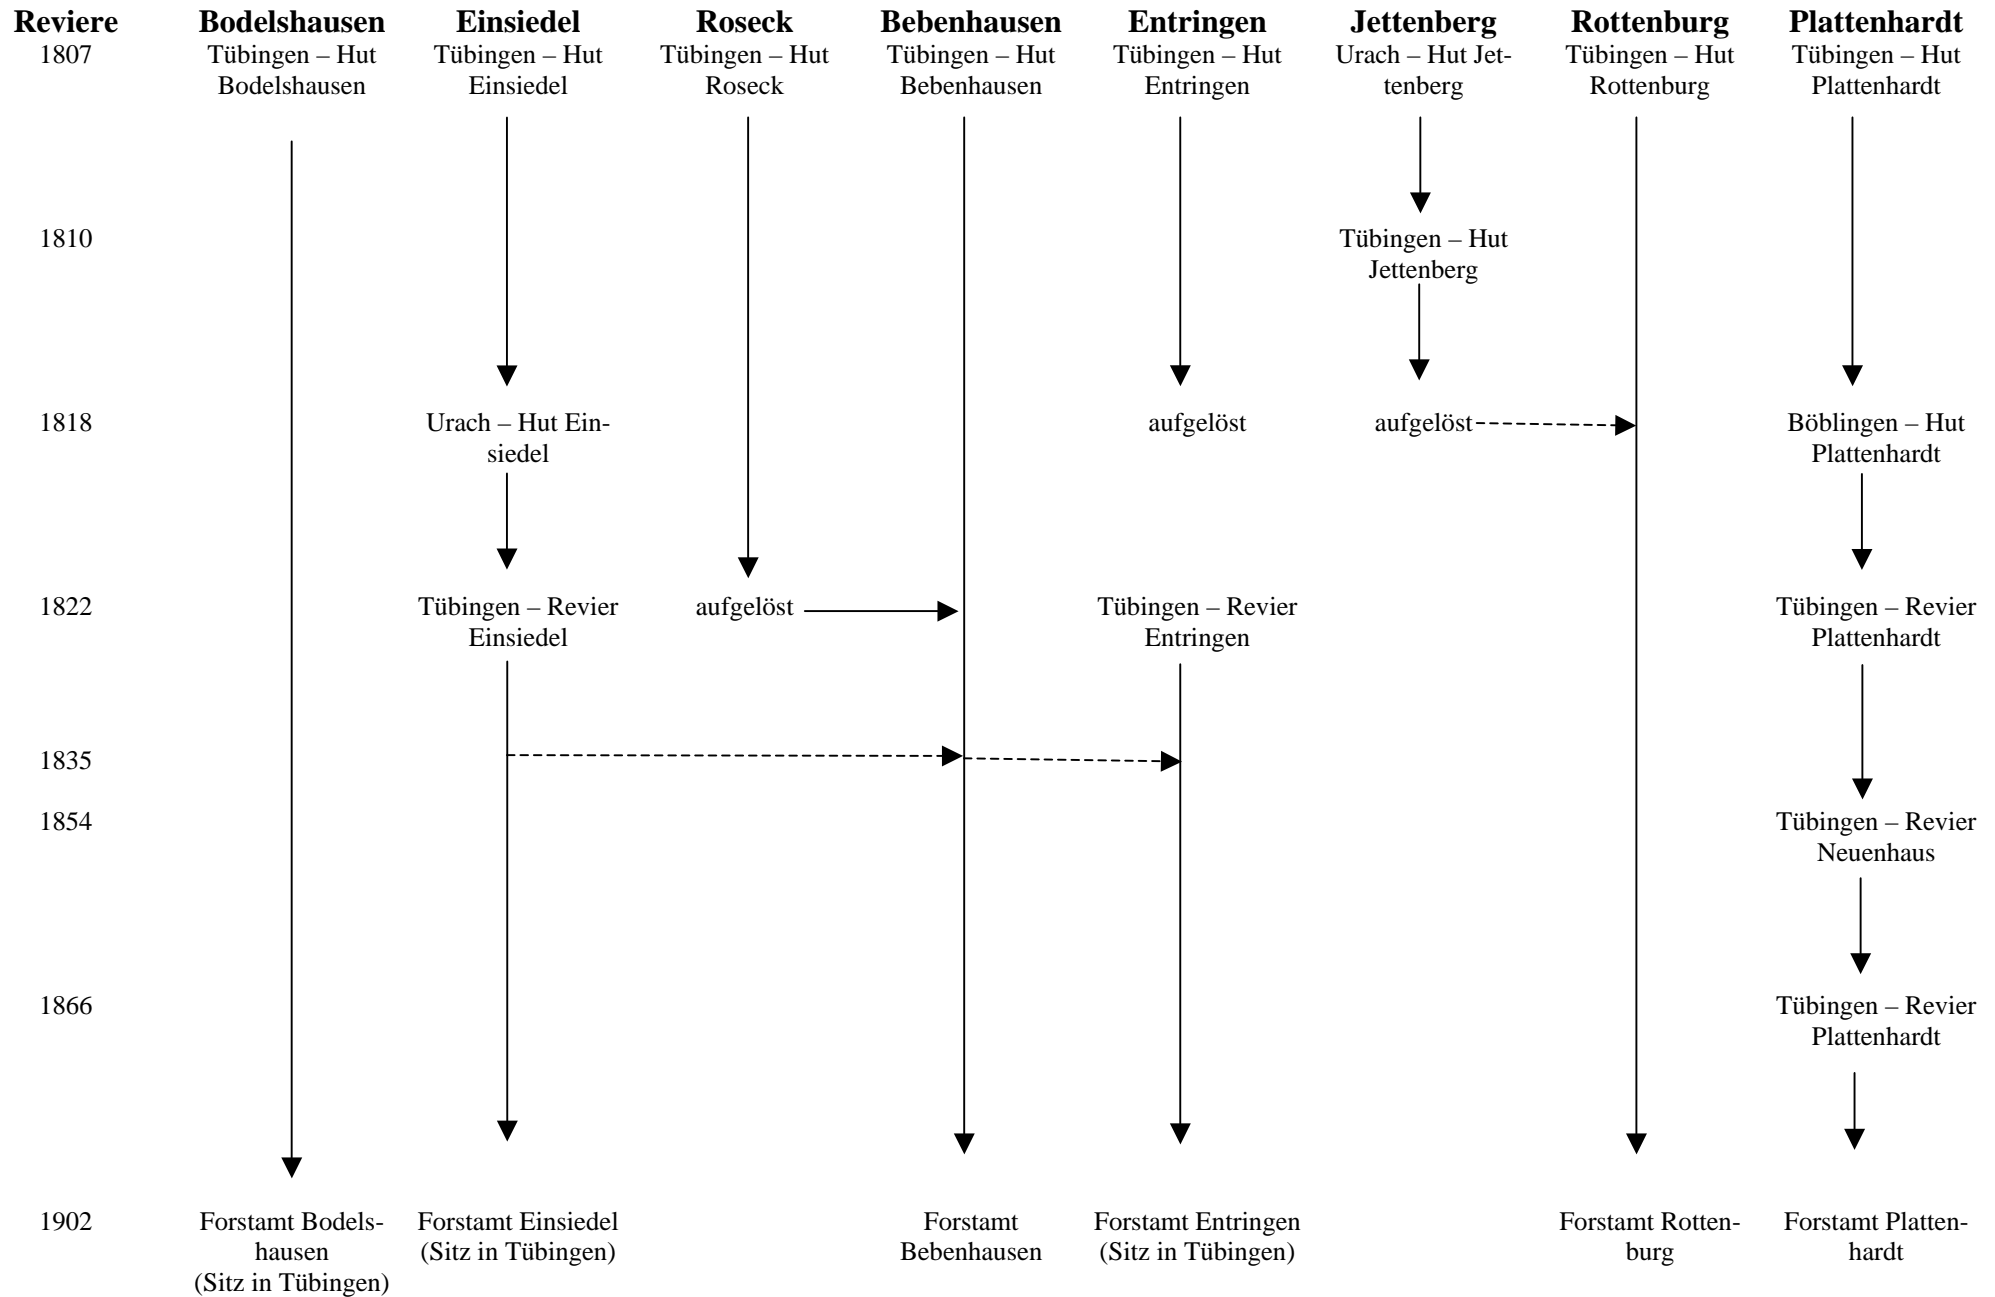 Reviere Bodelshausen Einsiedel Roseck Bebenhausen Entringen Jettenberg Rottenburg Plattenhardt
1807 Tübingen – Hut Tübingen – Hut Tübingen – Hut Tübingen – Hut Tübingen – Hut Urach – Hut Jet- Tübingen – Hut Tübingen – Hut
Bodelshausen Einsiedel Roseck Bebenhausen Entringen tenberg Rottenburg Plattenhardt
1810 Tübingen – Hut
Jettenberg
1818 Urach – Hut Ein- aufgelöst aufgelöst Böblingen – Hut
siedel Plattenhardt
1822 Tübingen – Revier aufgelöst Tübingen – Revier Tübingen – Revier
Einsiedel Entringen Plattenhardt
1835
1854 Tübingen – Revier
Neuenhaus
1866 Tübingen – Revier
Plattenhardt
1902 Forstamt Bodels- Forstamt Einsiedel Forstamt Forstamt Entringen Forstamt Rotten- Forstamt Platten-
hausen (Sitz in Tübingen) Bebenhausen (Sitz in Tübingen) burg hardt
(Sitz in Tübingen)